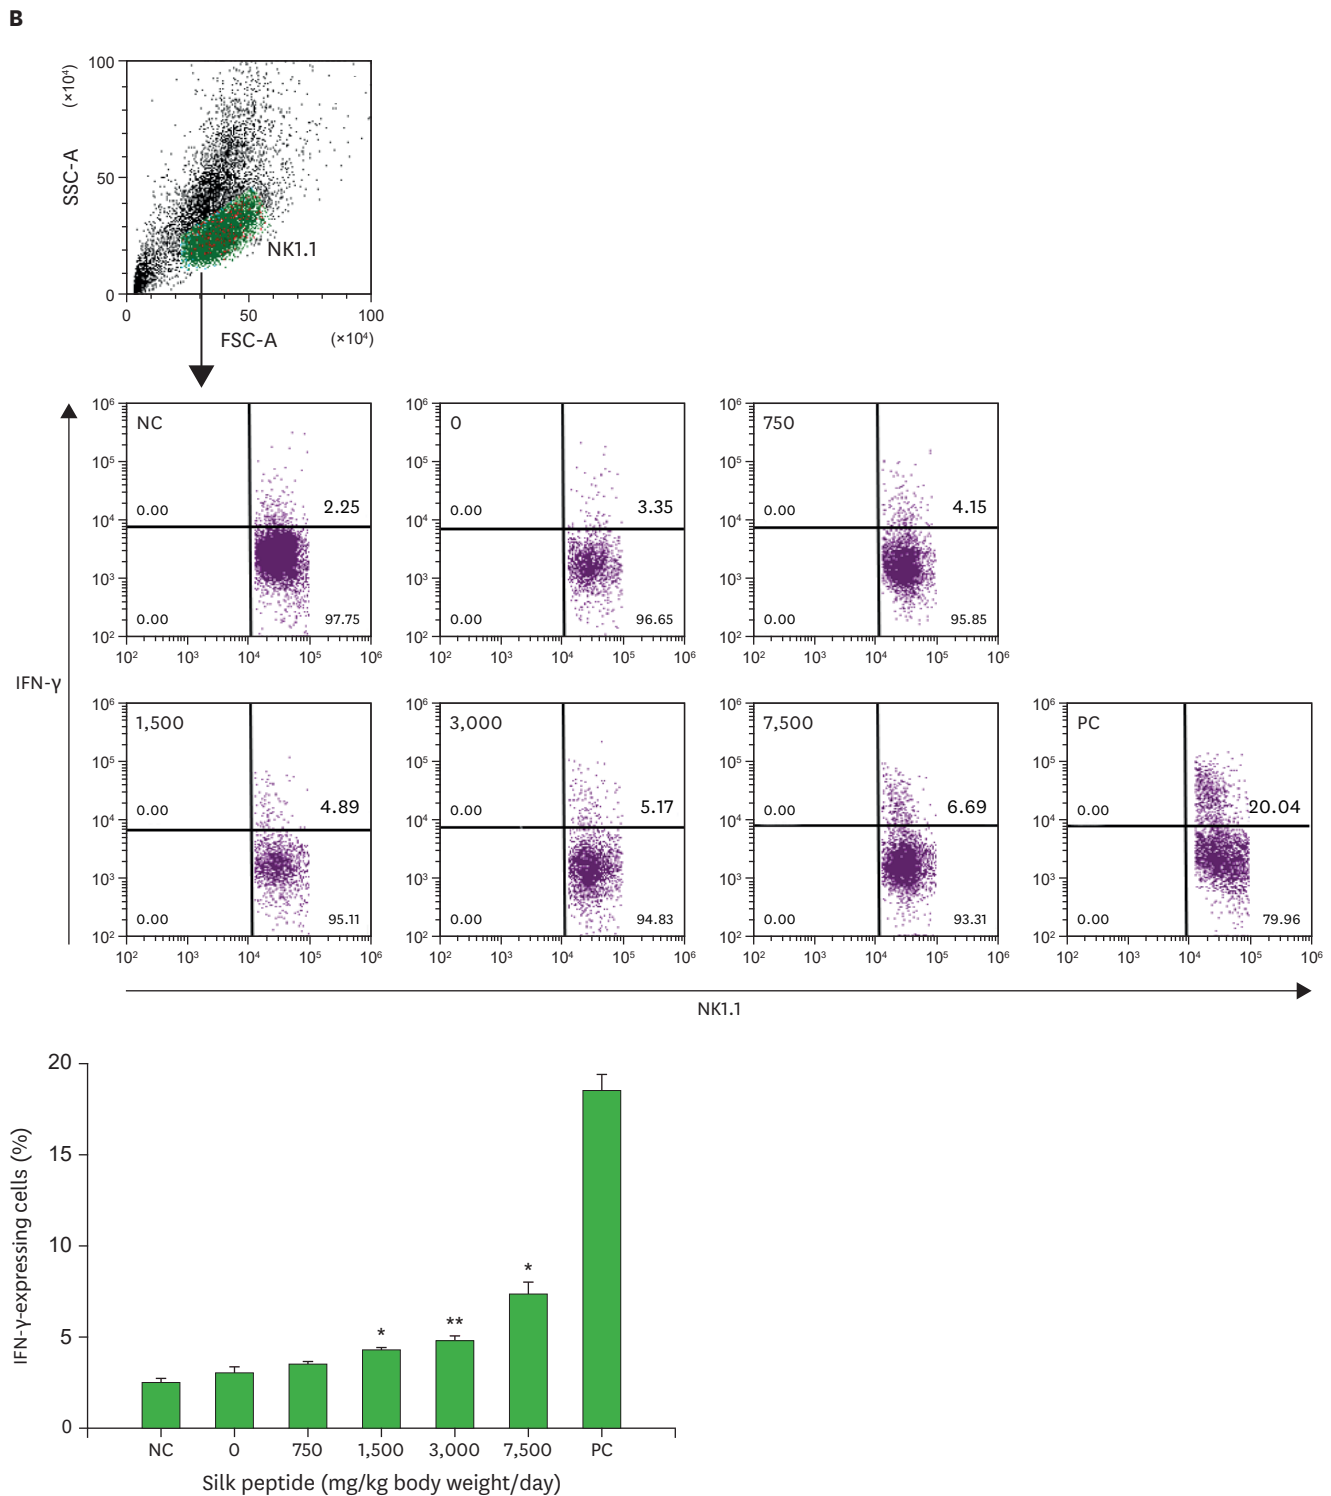 B
(×10⁴)
100
50
0
SSC-A
NK1.1
0 50 100
FSC-A (×10⁴)
IFN-γ
10⁶ 10⁵ 10⁴ 10³ 10²
NC
0.00 2.25
0.00 97.75
10² 10³ 10⁴ 10⁵ 10⁶
10⁶ 10⁵ 10⁴ 10³ 10²
0
0.00 3.35
0.00 96.65
10² 10³ 10⁴ 10⁵ 10⁶
10⁶ 10⁵ 10⁴ 10³ 10²
750
0.00 4.15
0.00 95.85
10² 10³ 10⁴ 10⁵ 10⁶
10⁶ 10⁵ 10⁴ 10³ 10²
1,500
0.00 4.89
0.00 95.11
10² 10³ 10⁴ 10⁵ 10⁶
10⁶ 10⁵ 10⁴ 10³ 10²
3,000
0.00 5.17
0.00 94.83
10² 10³ 10⁴ 10⁵ 10⁶
10⁶ 10⁵ 10⁴ 10³ 10²
7,500
0.00 6.69
0.00 93.31
10² 10³ 10⁴ 10⁵ 10⁶
10⁶ 10⁵ 10⁴ 10³ 10²
PC
0.00 20.04
0.00 79.96
10² 10³ 10⁴ 10⁵ 10⁶
NK1.1
IFN-γ-expressing cells (%)
20
15
10
5
0
* ** *
NC 0 750 1,500 3,000 7,500 PC
Silk peptide (mg/kg body weight/day)